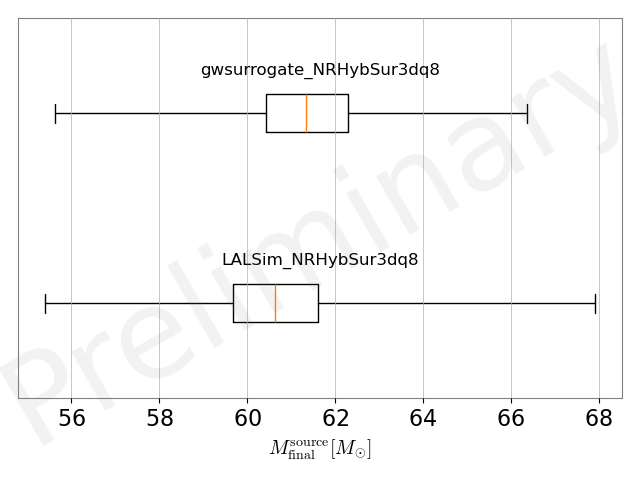 gwsurrogate_NRHybSur3dq8
LALSim_NRHybSur3dq8
Preliminary
56 58 60 62 64 66 68
M_final^source [M_⊙]